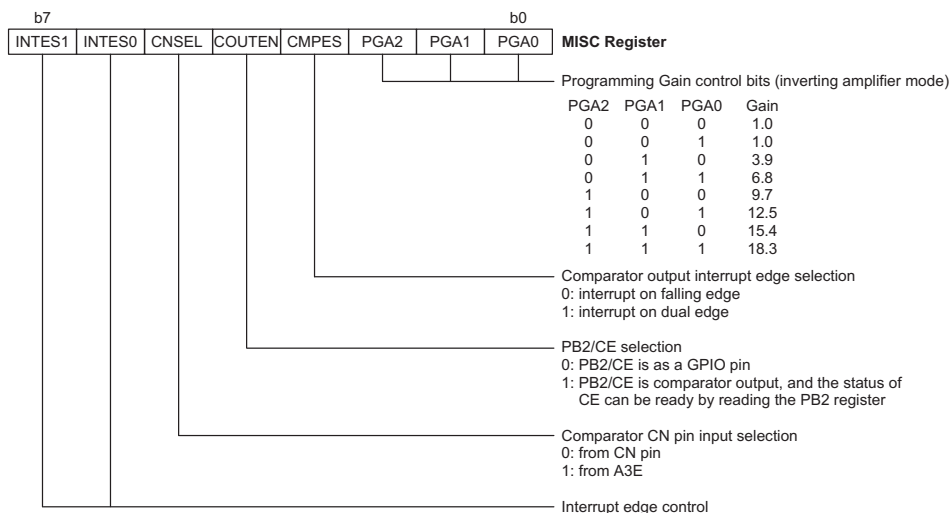 b7 b0
INTES1 INTES0 CNSEL COUTEN CMPES PGA2 PGA1 PGA0 MISC Register
Programming Gain control bits (inverting amplifier mode)
PGA2 PGA1 PGA0 Gain
0 0 0 1.0
0 0 1 1.0
0 1 0 3.9
0 1 1 6.8
1 0 0 9.7
1 0 1 12.5
1 1 0 15.4
1 1 1 18.3
Comparator output interrupt edge selection
0: interrupt on falling edge
1: interrupt on dual edge
PB2/CE selection
0: PB2/CE is as a GPIO pin
1: PB2/CE is comparator output, and the status of
CE can be ready by reading the PB2 register
Comparator CN pin input selection
0: from CN pin
1: from A3E
Interrupt edge control